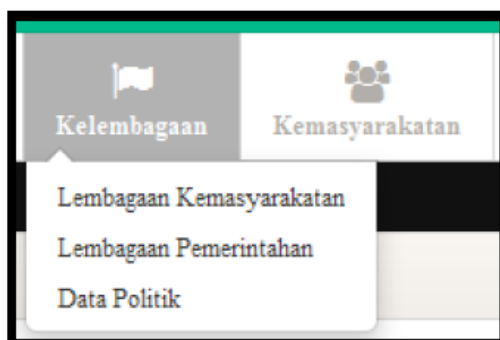 Kelembagaan
Kemasyarakatan
Lembagaan Kemasyarakatan
Lembagaan Pemerintahan
Data Politik